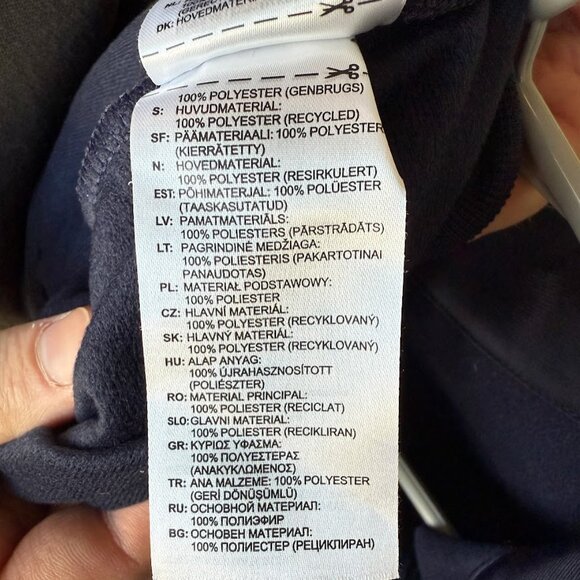 DK: HOVEDMATERIAL
100% POLYESTER (GENBRUGS)
S: HUVUDMATERIAL:
100% POLYESTER (RECYCLED)
SF: PÄÄMATERIAALI: 100% POLYESTER
(KIERRÄTETTY)
N: HOVEDMATERIAL:
100% POLYESTER (RESIRKULERT)
EST: PÕHIMATERJAL: 100% POLÜESTER
(TAASKASUTATUD)
LV: PAMATMATERIĀLS:
100% POLIESTERS (PĀRSTRĀDĀTS)
LT: PAGRINDINĖ MEDŽIAGA:
100% POLIESTERIS (PAKARTOTINAI
PANAUDOTAS)
PL: MATERIAŁ PODSTAWOWY:
100% POLIESTER
CZ: HLAVNÍ MATERIÁL:
100% POLYESTER (RECYKLOVANÝ)
SK: HLAVNÝ MATERIÁL:
100% POLYESTER (RECYKLOVANÝ)
HU: ALAP ANYAG:
100% ÚJRAHASZNOSÍTOTT
(POLIÉSZTER)
RO: MATERIAL PRINCIPAL:
100% POLIESTER (RECICLAT)
SLO: GLAVNI MATERIAL:
100% POLIESTER (RECIKLIRAN)
GR: ΚΥΡΙΩΣ ΥΦΑΣΜΑ:
100% ΠΟΛΥΕΣΤΕΡΑΣ
(ΑΝΑΚΥΚΛΩΜΕΝΟΣ)
TR: ANA MALZEME: 100% POLYESTER
(GERİ DÖNÜŞÜMLÜ)
RU: ОСНОВНОЙ МАТЕРИАЛ:
100% ПОЛИЭФИР
BG: ОСНОВЕН МАТЕРИАЛ:
100% ПОЛИЕСТЕР (РЕЦИКЛИРАН)